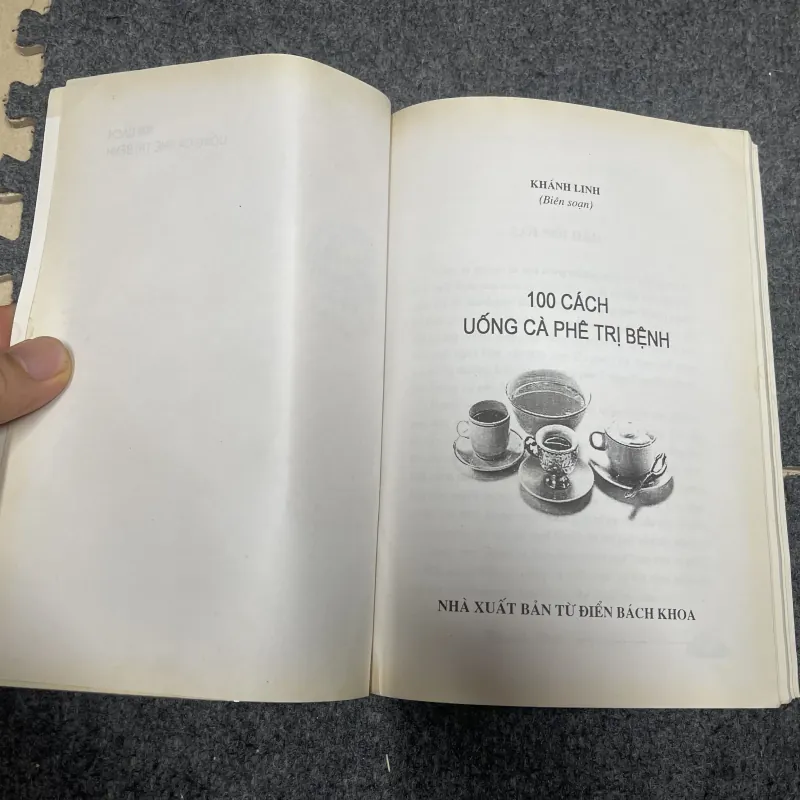 KHÁNH LINH
(Biên soạn)
100 CÁCH
UỐNG CÀ PHÊ TRỊ BỆNH
NHÀ XUẤT BẢN TỪ ĐIỂN BÁCH KHOA